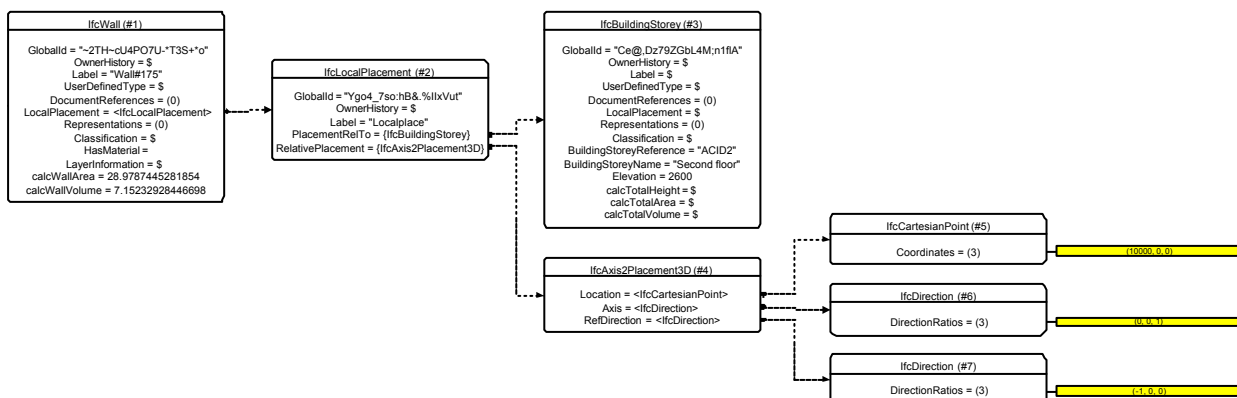 IfcWall (#1)
GlobalId = "~2TH~cU4PO7U-*T3S+*o"
OwnerHistory = $
Label = "Wall#175"
UserDefinedType = $
DocumentReferences = (0)
LocalPlacement = <IfcLocalPlacement>
Representations = (0)
Classification = $
HasMaterial =
LayerInformation = $
calcWallArea = 28.9787445281854
calcWallVolume = 7.15232928446698
IfcLocalPlacement (#2)
GlobalId = "Ygo4_7so:hB&.%IIxVut"
OwnerHistory = $
Label = "Localplace"
PlacementRelTo = {IfcBuildingStorey}
RelativePlacement = {IfcAxis2Placement3D}
IfcBuildingStorey (#3)
GlobalId = "Ce@,Dz79ZGbL4M;n1flA"
OwnerHistory = $
Label = $
UserDefinedType = $
DocumentReferences = (0)
LocalPlacement = $
Representations = (0)
Classification = $
BuildingStoreyReference = "ACID2"
BuildingStoreyName = "Second floor"
Elevation = 2600
calcTotalHeight = $
calcTotalArea = $
calcTotalVolume = $
IfcAxis2Placement3D (#4)
Location = <IfcCartesianPoint>
Axis = <IfcDirection>
RefDirection = <IfcDirection>
IfcCartesianPoint (#5)
Coordinates = (3)
(10000, 0, 0)
IfcDirection (#6)
DirectionRatios = (3)
(0, 0, 1)
IfcDirection (#7)
DirectionRatios = (3)
(-1, 0, 0)